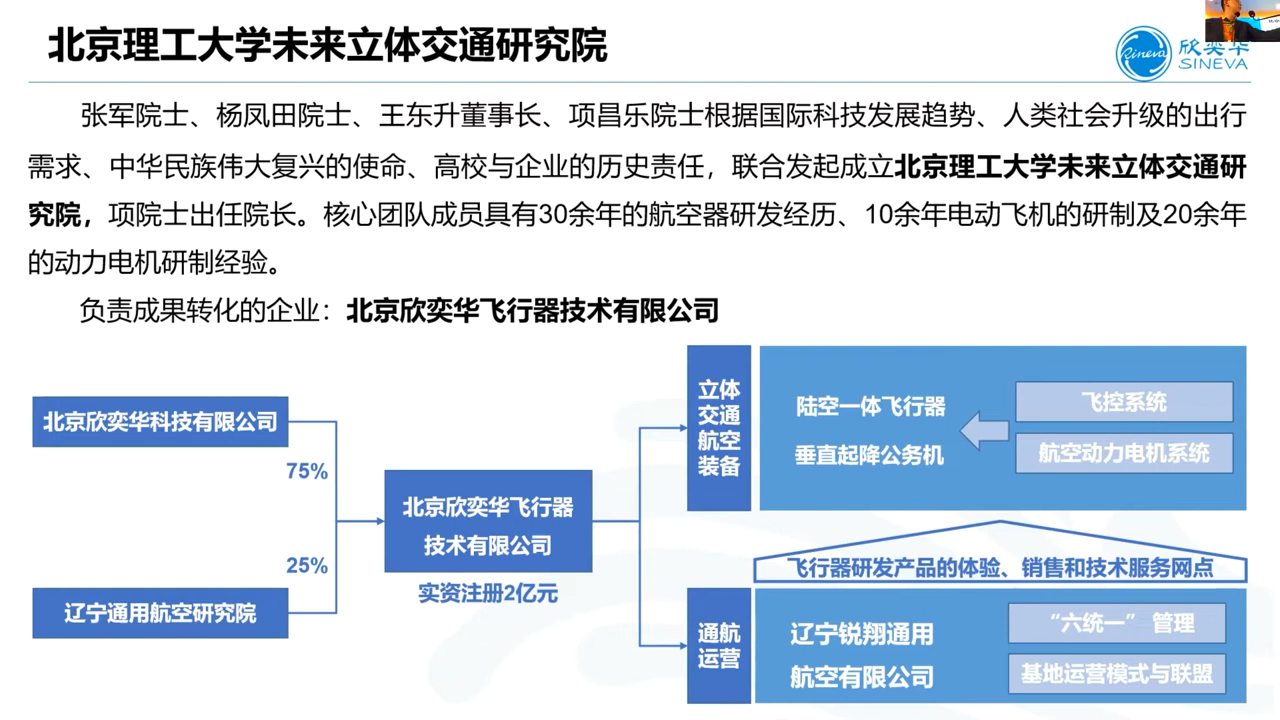 北京理工大学未来立体交通研究院
Rineva
欣奕华
SINEVA
张军院士、杨凤田院士、王东升董事长、项昌乐院士根据国际科技发展趋势、人类社会升级的出行
需求、中华民族伟大复兴的使命、高校与企业的历史责任，联合发起成立北京理工大学未来立体交通研
究院，项院士出任院长。核心团队成员具有30余年的航空器研发经历、10余年电动飞机的研制及20余年
的动力电机研制经验。
负责成果转化的企业：北京欣奕华飞行器技术有限公司
北京欣奕华科技有限公司
75%
25%
辽宁通用航空研究院
北京欣奕华飞行器
技术有限公司
实资注册2亿元
立体
交通
航空
装备
陆空一体飞行器
垂直起降公务机
飞控系统
航空动力电机系统
飞行器研发产品的体验、销售和技术服务网点
通航
运营
辽宁锐翔通用
航空有限公司
“六统一” 管理
基地运营模式与联盟